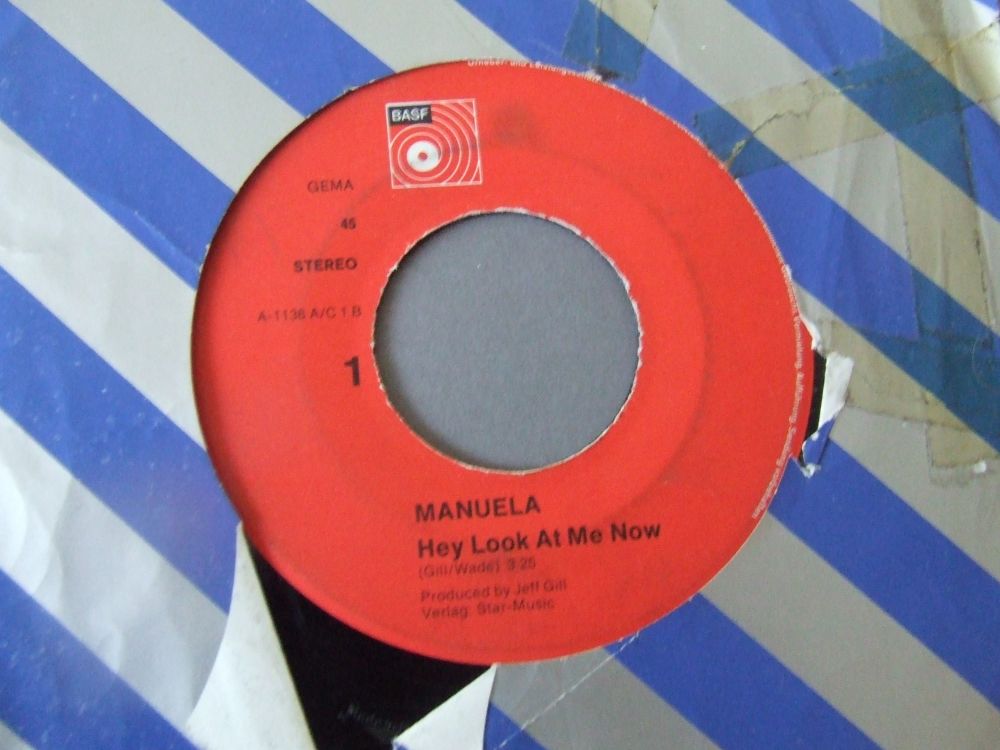 BASF
GEMA
45
STEREO
A-1136 A/C 1 B
1
MANUELA
Hey Look At Me Now
(Gill/Wade) 3:25
Produced by Jeff Gill
Verlag: Star-Music